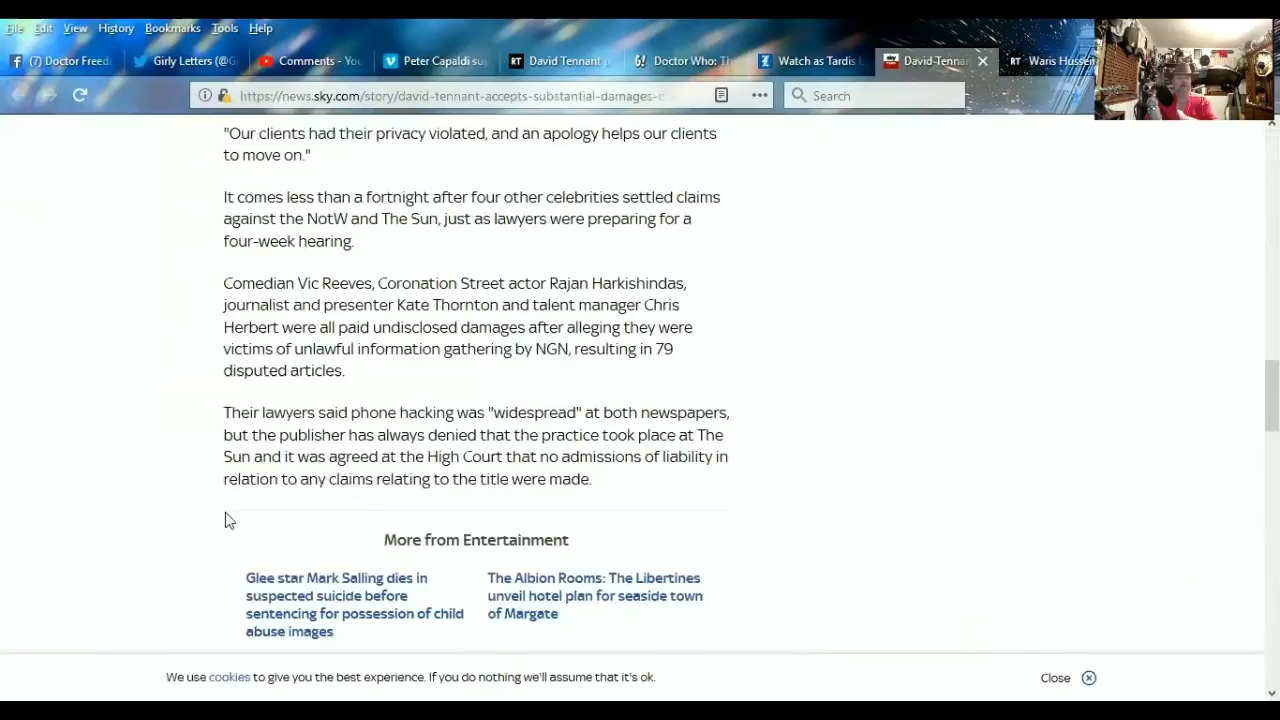 File Edit View History Bookmarks Tools Help
(7) Doctor Freed
Girly Letters (@G
Comments - You
Peter Capaldi su
David Tennant
Doctor Who: Th
Watch as Tardis
David Tennan
Waris Hussein
https://news.sky.com/story/david-tennant-accepts-substantial-damages-
Search
"Our clients had their privacy violated, and an apology helps our clients
to move on."
It comes less than a fortnight after four other celebrities settled claims
against the NotW and The Sun, just as lawyers were preparing for a
four-week hearing.
Comedian Vic Reeves, Coronation Street actor Rajan Harkishindas,
journalist and presenter Kate Thornton and talent manager Chris
Herbert were all paid undisclosed damages after alleging they were
victims of unlawful information gathering by NGN, resulting in 79
disputed articles.
Their lawyers said phone hacking was "widespread" at both newspapers,
but the publisher has always denied that the practice took place at The
Sun and it was agreed at the High Court that no admissions of liability in
relation to any claims relating to the title were made.
More from Entertainment
Glee star Mark Salling dies in
suspected suicide before
sentencing for possession of child
abuse images
The Albion Rooms: The Libertines
unveil hotel plan for seaside town
of Margate
We use cookies to give you the best experience. If you do nothing we'll assume that it's ok.
Close